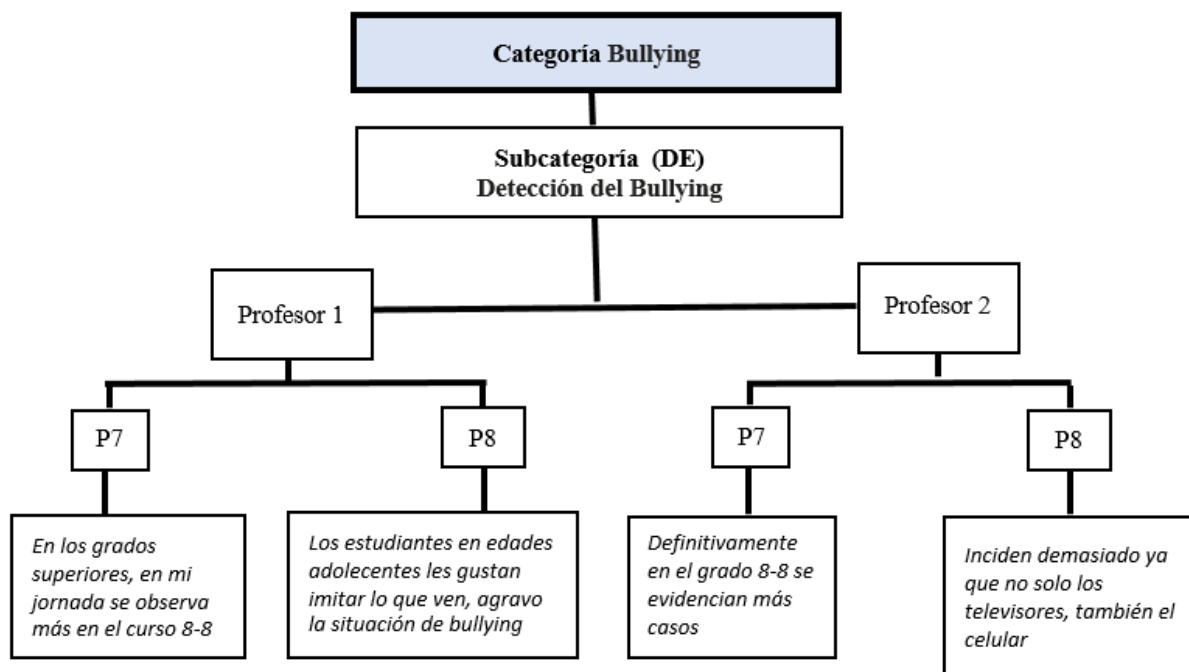 Categoría Bullying
Subcategoría (DE)
Detección del Bullying
Profesor 1
Profesor 2
P7
P8
P7
P8
En los grados
superiores, en mi
jornada se observa
más en el curso 8-8
Los estudiantes en edades
adolecentes les gustan
imitar lo que ven, agravo
la situación de bullying
Definitivamente
en el grado 8-8 se
evidencian más
casos
Inciden demasiado ya
que no solo los
televisores, también el
celular